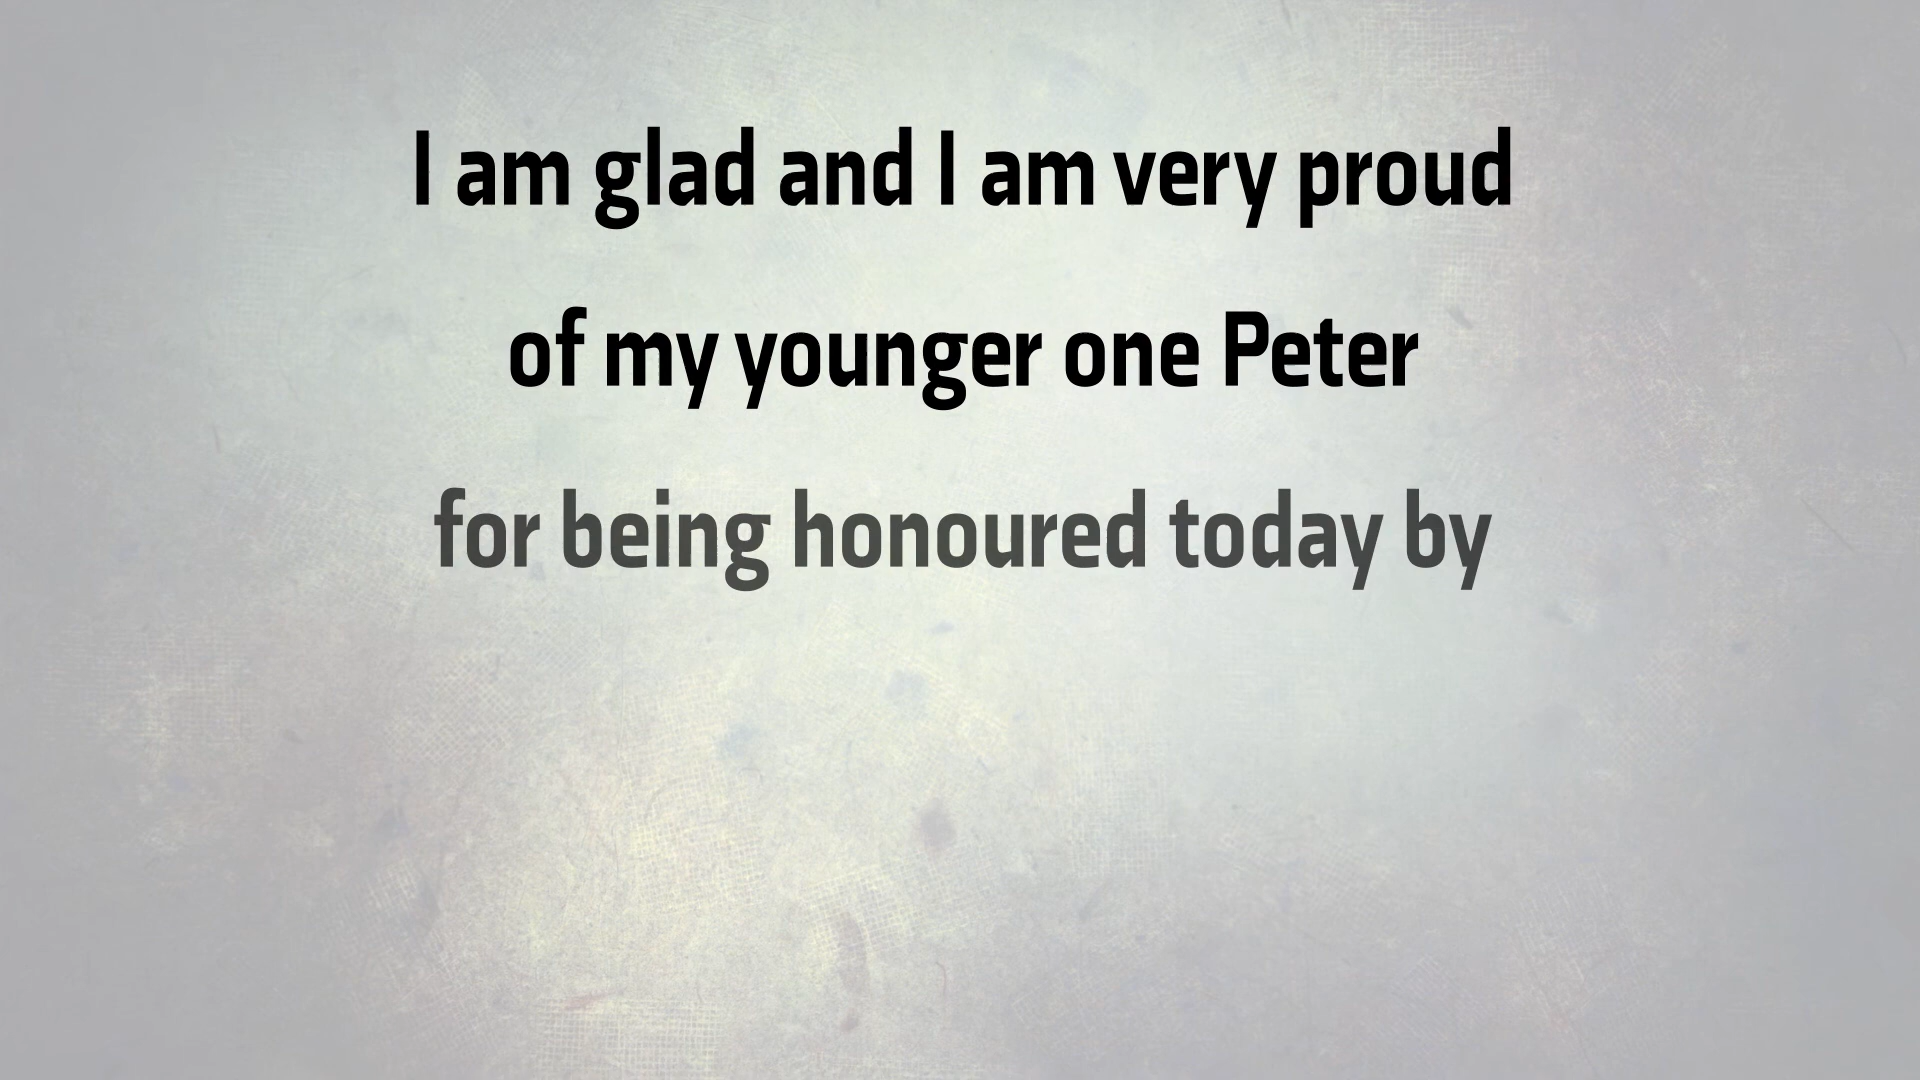 I am glad and I am very proud
of my younger one Peter
for being honoured today by